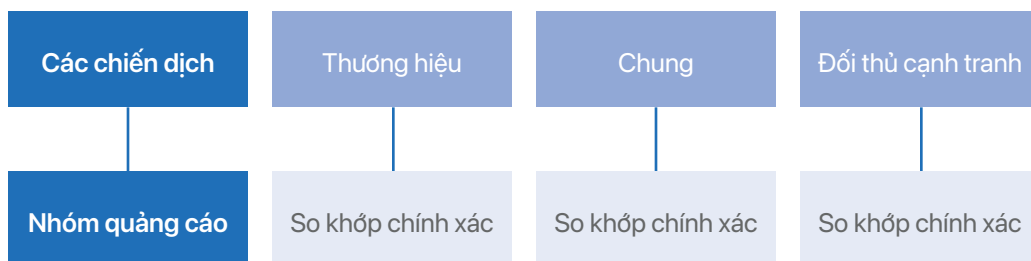 Các chiến dịch
Thương hiệu
Chung
Đối thủ cạnh tranh
Nhóm quảng cáo
So khớp chính xác
So khớp chính xác
So khớp chính xác